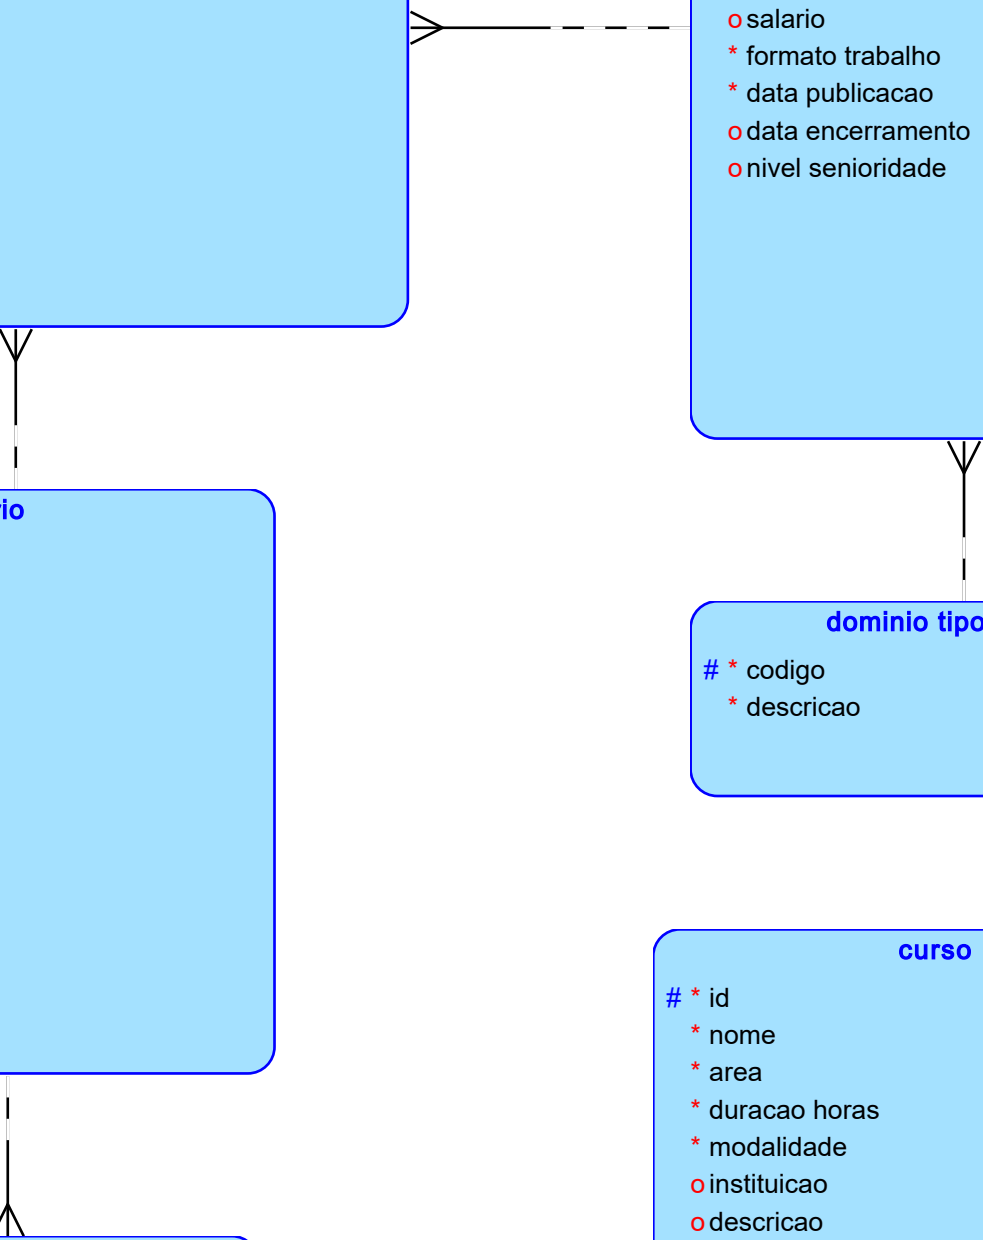 o salario
* formato trabalho
* data publicacao
o data encerramento
o nivel senioridade
dominio tipo
# * codigo
* descricao
curso
# * id
* nome
* area
* duracao horas
* modalidade
o instituicao
o descricao